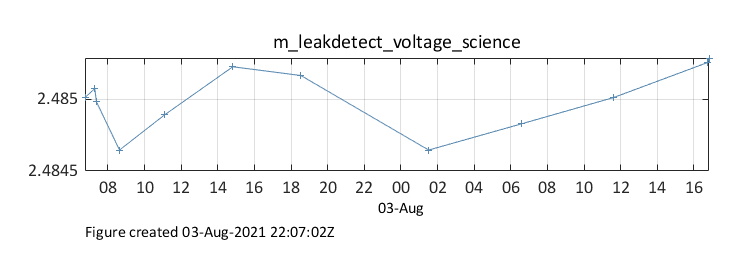 m_leakdetect_voltage_science
2.485
2.4845
08 10 12 14 16 18 20 22 00 02 04 06 08 10 12 14 16
03-Aug
Figure created 03-Aug-2021 22:07:02Z